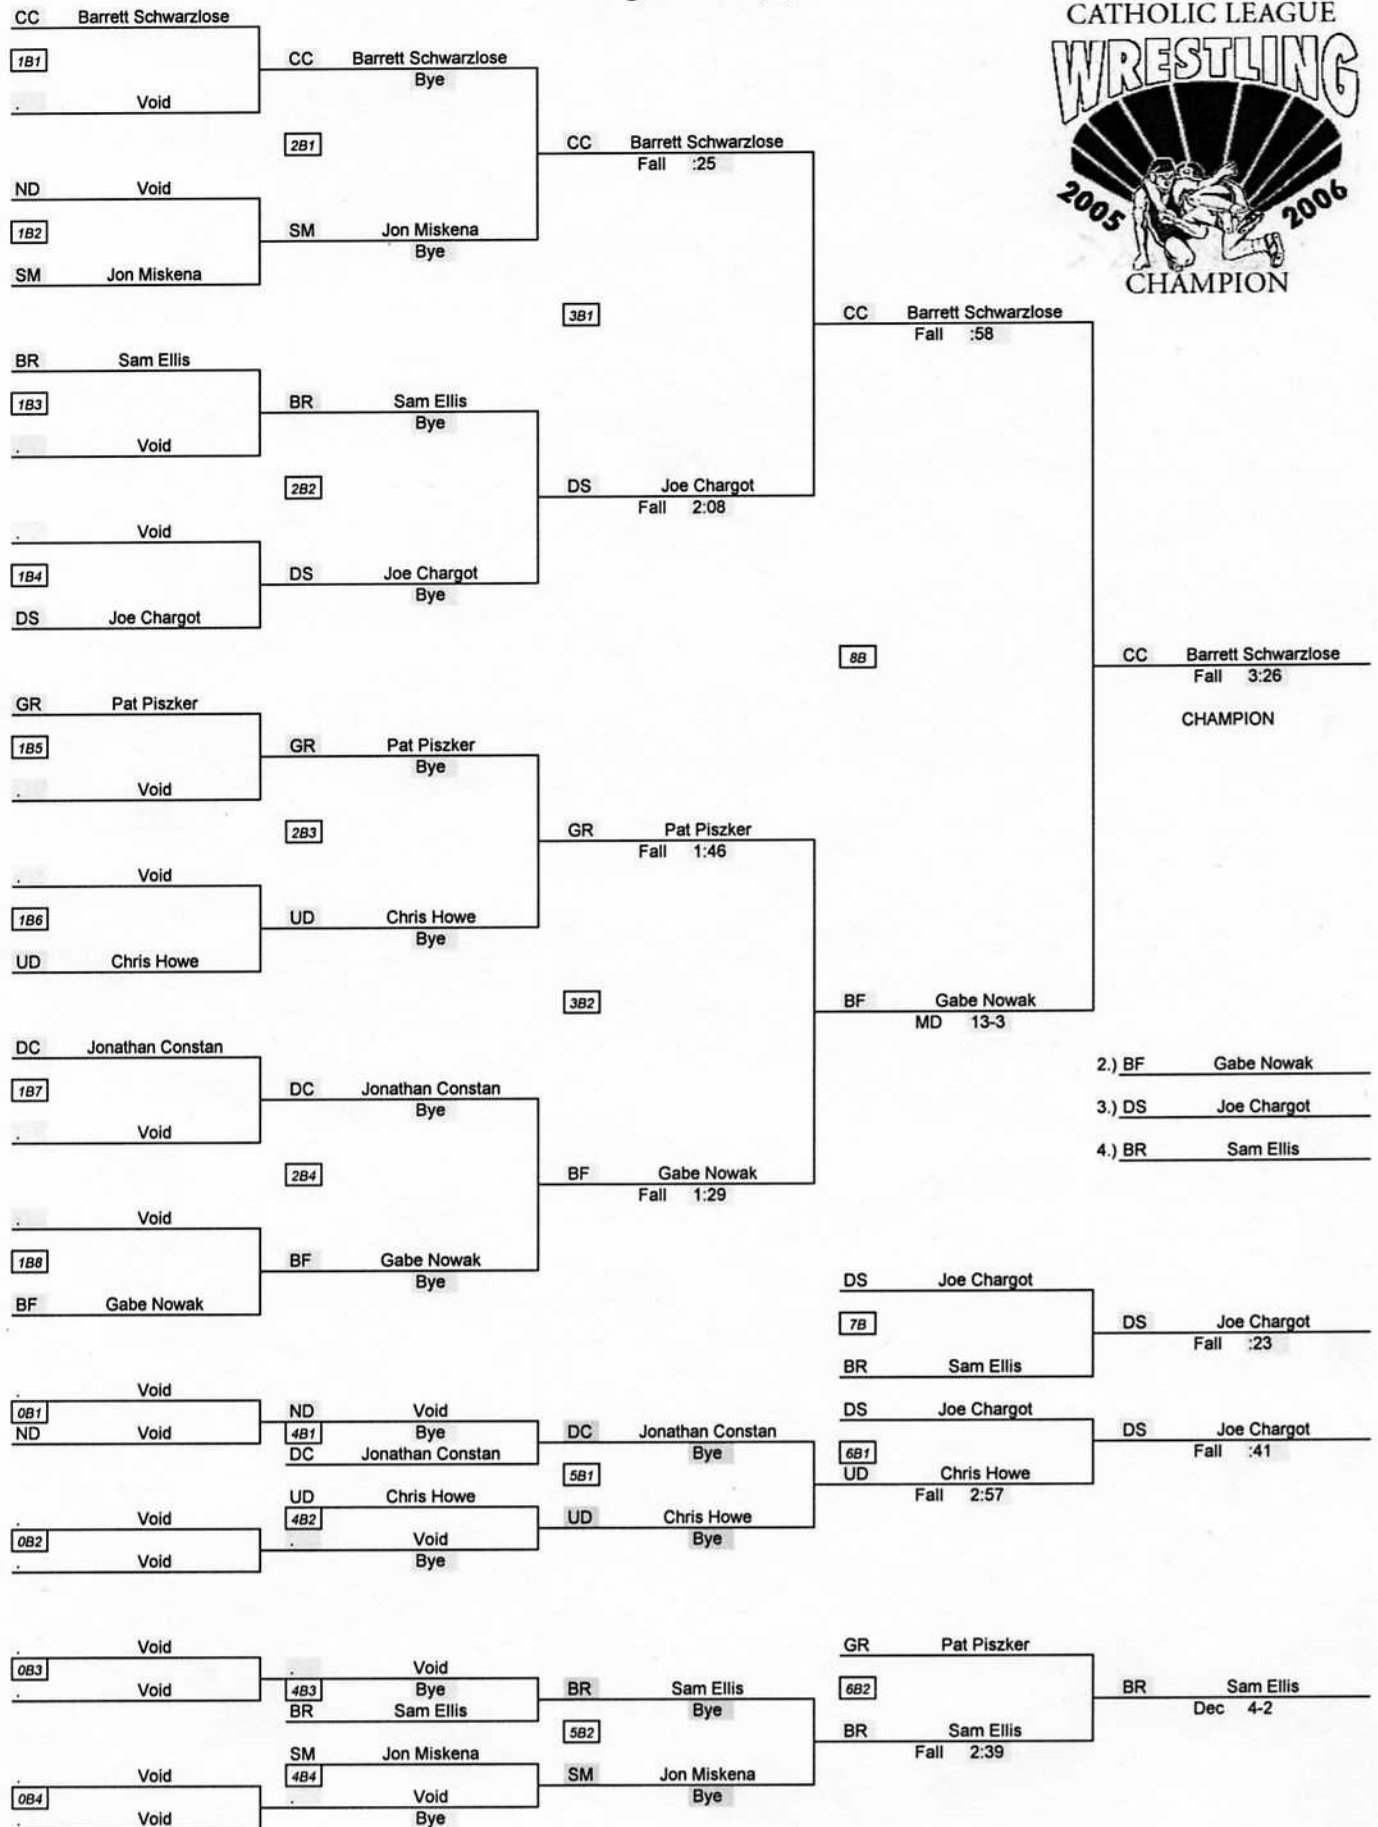 CATHOLIC LEAGUE
WRESTLING
2005 2006
CHAMPION
CC Barrett Schwarzlose
1B1
. Void
CC Barrett Schwarzlose
Bye
2B1
ND Void
1B2
SM Jon Miskena
SM Jon Miskena
Bye
CC Barrett Schwarzlose
Fall :25
3B1
BR Sam Ellis
1B3
. Void
BR Sam Ellis
Bye
2B2
. Void
1B4
DS Joe Chargot
DS Joe Chargot
Bye
DS Joe Chargot
Fall 2:08
CC Barrett Schwarzlose
Fall :58
8B
CC Barrett Schwarzlose
Fall 3:26
CHAMPION
GR Pat Piszker
1B5
. Void
GR Pat Piszker
Bye
2B3
. Void
1B6
UD Chris Howe
UD Chris Howe
Bye
GR Pat Piszker
Fall 1:46
3B2
DC Jonathan Constan
1B7
. Void
DC Jonathan Constan
Bye
2B4
. Void
1B8
BF Gabe Nowak
BF Gabe Nowak
Bye
BF Gabe Nowak
Fall 1:29
BF Gabe Nowak
MD 13-3
2.) BF Gabe Nowak
3.) DS Joe Chargot
4.) BR Sam Ellis
DS Joe Chargot
7B
BR Sam Ellis
DS Joe Chargot
Fall :23
. Void
0B1
ND Void
ND Void
4B1 Bye
DC Jonathan Constan
DC Jonathan Constan
Bye
5B1
. Void
0B2
. Void
UD Chris Howe
4B2
. Void
Bye
UD Chris Howe
Bye
DS Joe Chargot
6B1
UD Chris Howe
Fall 2:57
DS Joe Chargot
Fall :41
. Void
0B3
. Void
. Void
4B3 Bye
BR Sam Ellis
BR Sam Ellis
Bye
5B2
. Void
0B4
. Void
SM Jon Miskena
4B4
. Void
Bye
SM Jon Miskena
Bye
GR Pat Piszker
6B2
BR Sam Ellis
Fall 2:39
BR Sam Ellis
Dec 4-2